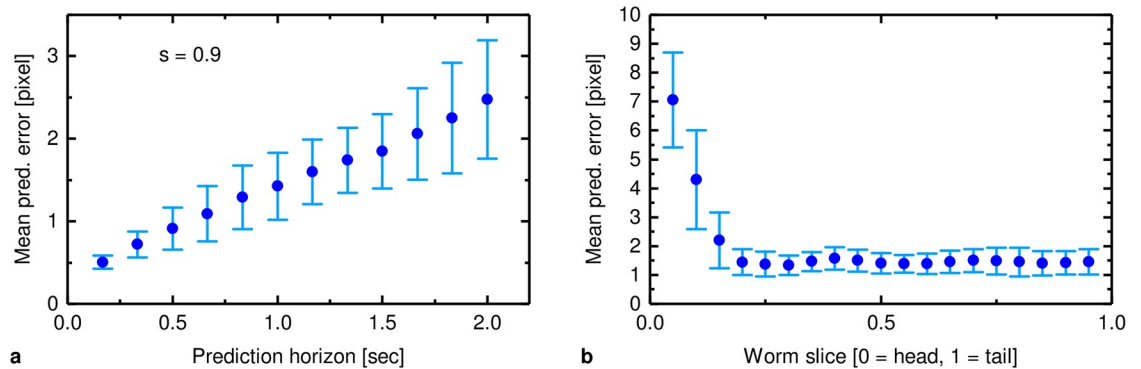 Mean pred. error [pixel]
3
2
1
0
s = 0.9
0.0 0.5 1.0 1.5 2.0
a Prediction horizon [sec]
Mean pred. error [pixel]
10
9
8
7
6
5
4
3
2
1
0
0.0 0.5 1.0
b Worm slice [0 = head, 1 = tail]